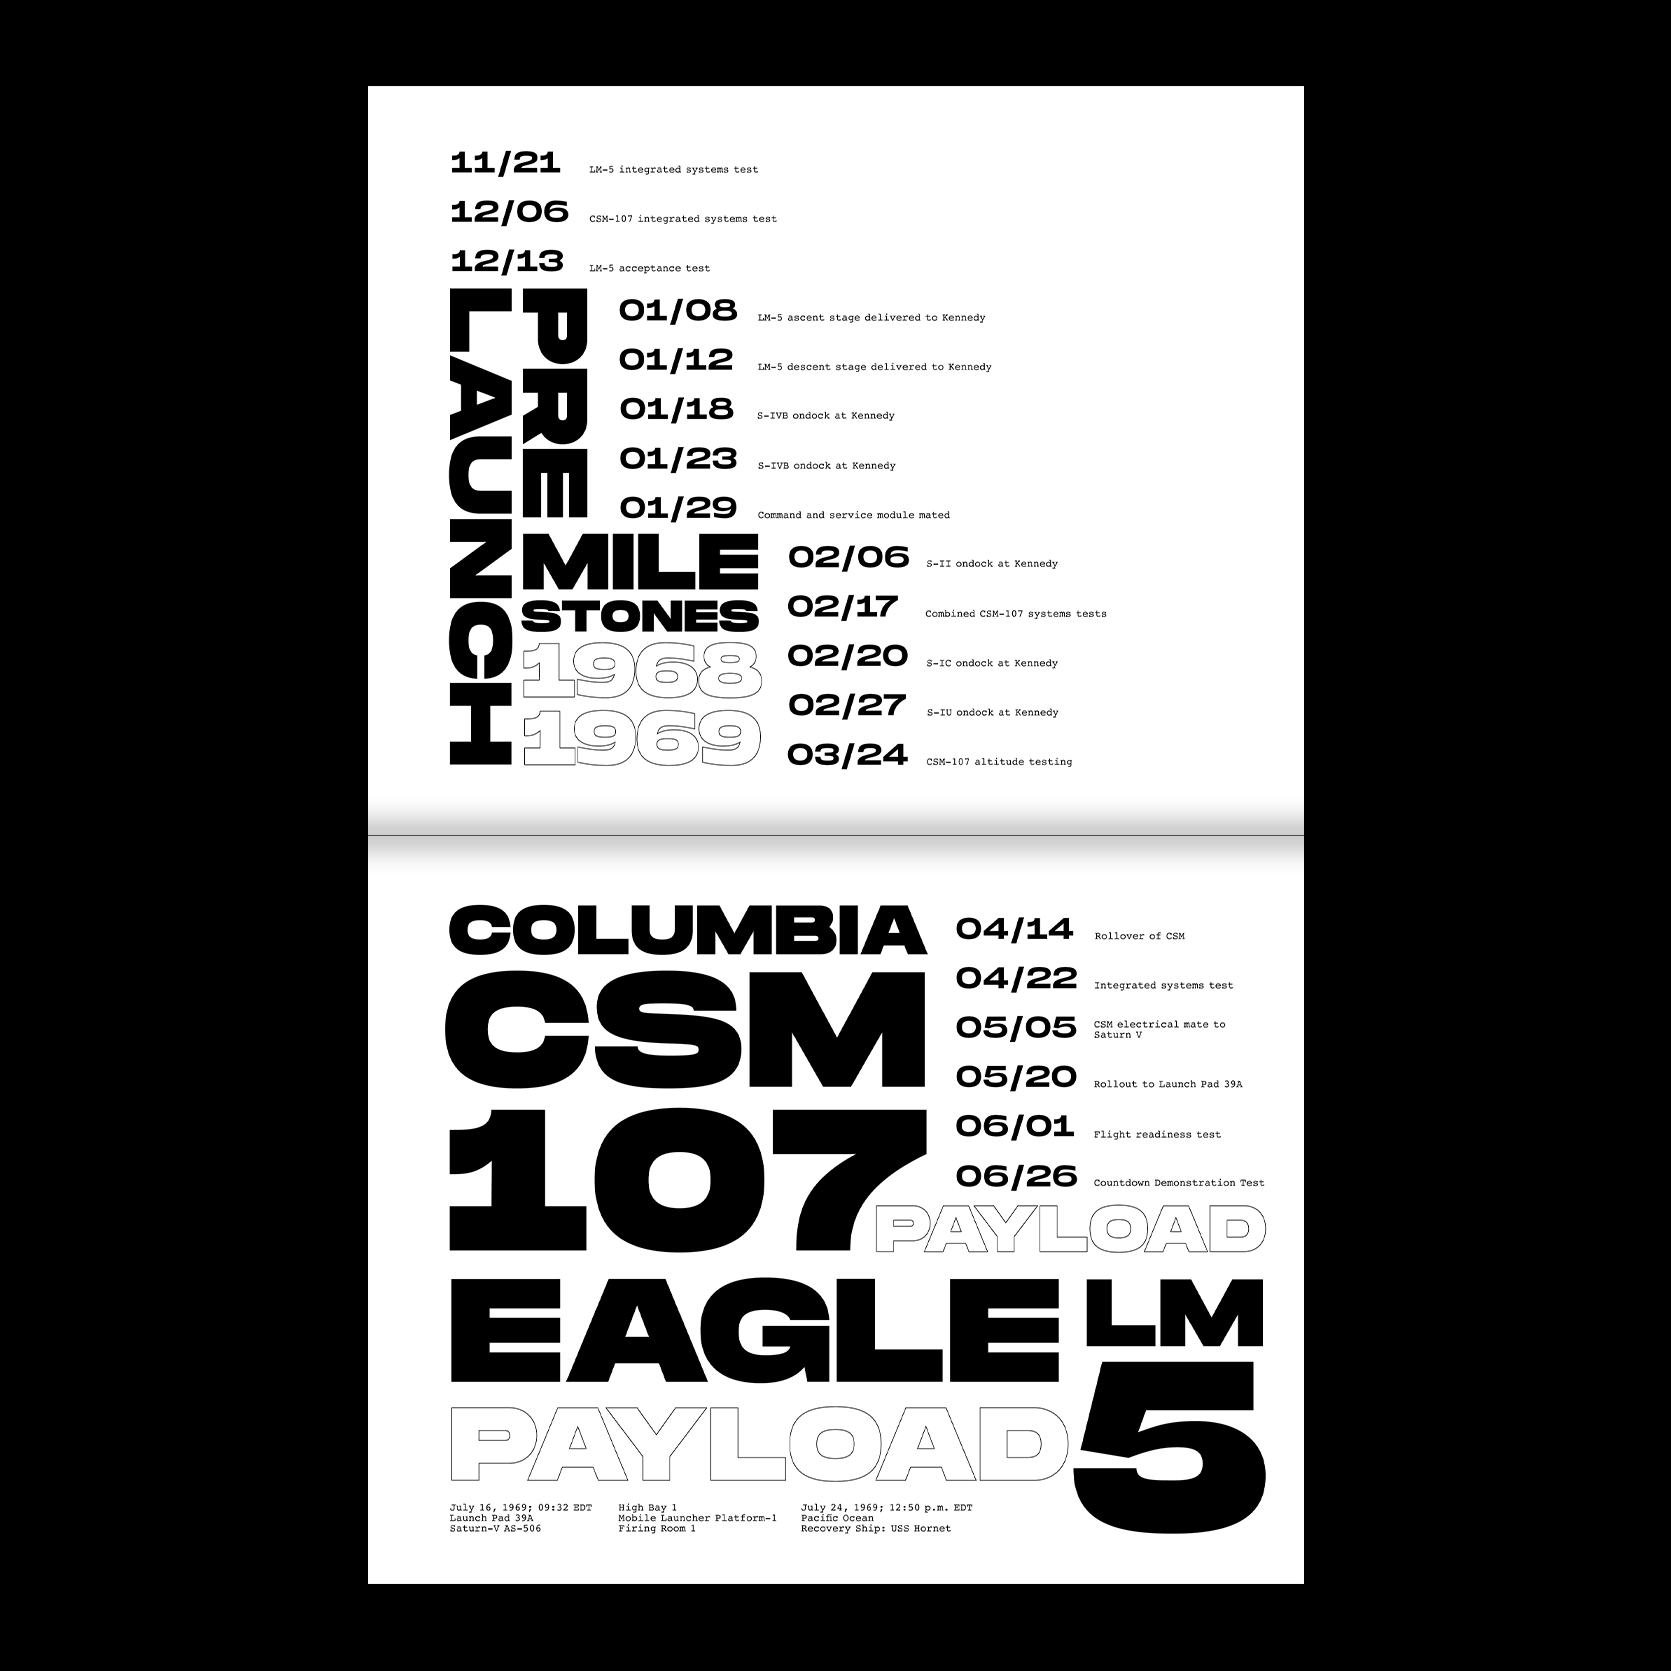 11/21 LM-5 integrated systems test
12/06 CSM-107 integrated systems test
12/13 LM-5 acceptance test
PRE
LAUNCH
MILE
STONES
1968
1969
01/08 LM-5 ascent stage delivered to Kennedy
01/12 LM-5 descent stage delivered to Kennedy
01/18 S-IVB ondock at Kennedy
01/23 S-IVB ondock at Kennedy
01/29 Command and service module mated
02/06 S-II ondock at Kennedy
02/17 Combined CSM-107 systems tests
02/20 S-IC ondock at Kennedy
02/27 S-IU ondock at Kennedy
03/24 CSM-107 altitude testing
COLUMBIA
CSM
107
PAYLOAD
04/14 Rollover of CSM
04/22 Integrated systems test
05/05 CSM electrical mate to
Saturn V
05/20 Rollout to Launch Pad 39A
06/01 Flight readiness test
06/26 Countdown Demonstration Test
EAGLE
LM
5
PAYLOAD
July 16, 1969; 09:32 EDT
Launch Pad 39A
Saturn-V AS-506
High Bay 1
Mobile Launcher Platform-1
Firing Room 1
July 24, 1969; 12:50 p.m. EDT
Pacific Ocean
Recovery Ship: USS Hornet